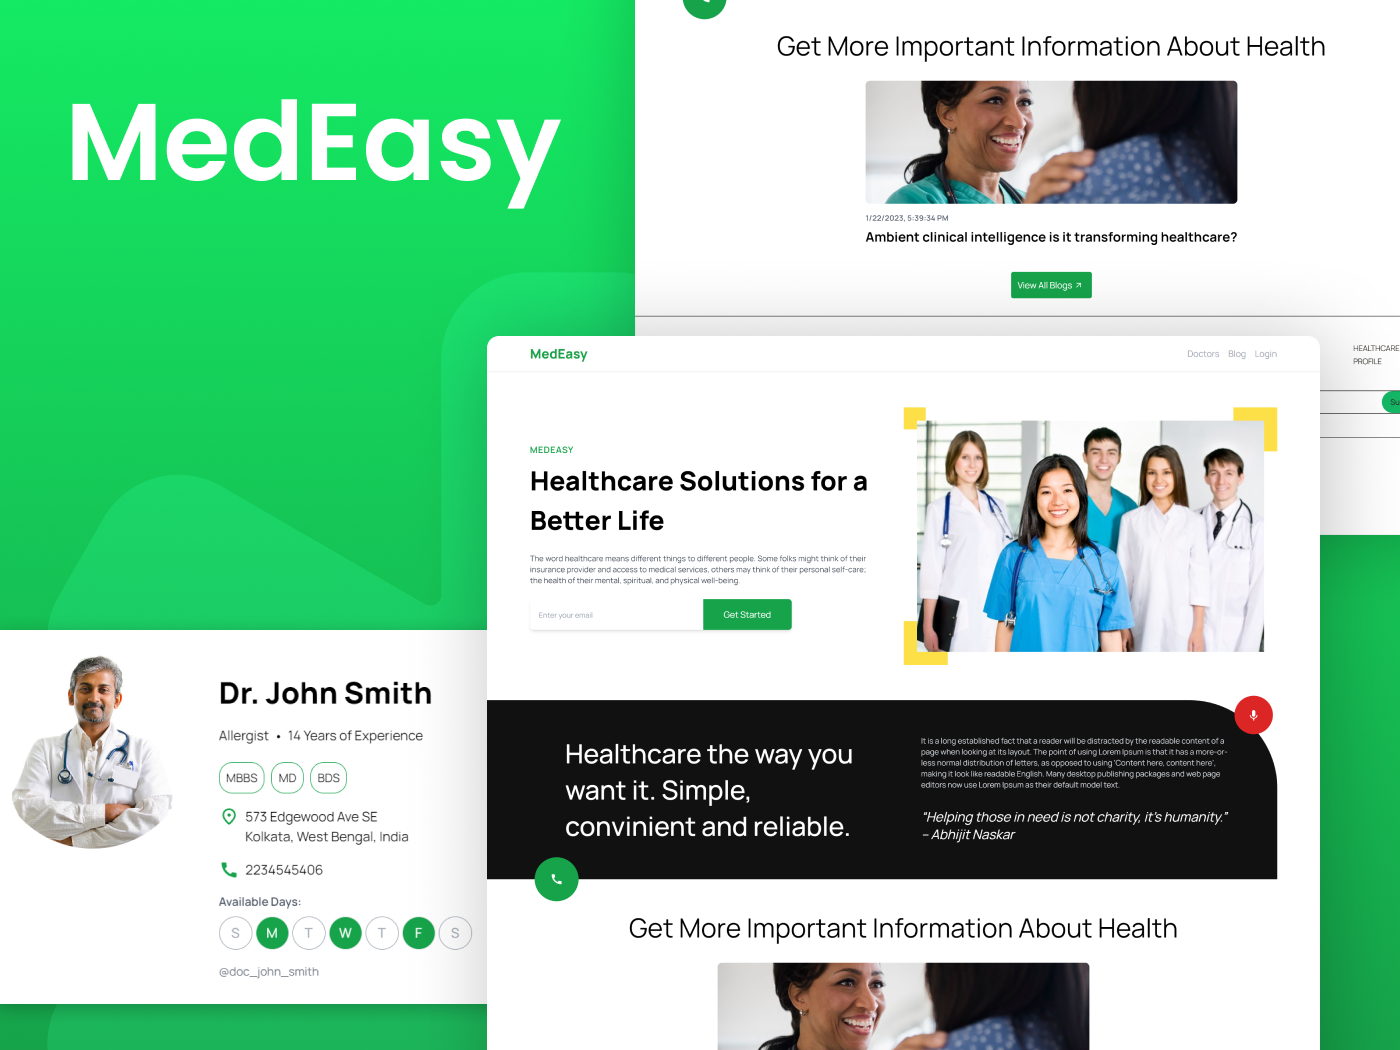 MedEasy
Get More Important Information About Health
1/22/2023, 5:39:34 PM
Ambient clinical intelligence is it transforming healthcare?
View All Blogs
HEALTHCARE
PROFILE
Su
MedEasy
Doctors Blog Login
MEDEASY
Healthcare Solutions for a
Better Life
The word healthcare means different things to different people. Some folks might think of their
insurance provider and access to medical services, others may think of their personal self-care;
the health of their mental, spiritual, and physical well-being.
Enter your email
Get Started
Healthcare the way you
want it. Simple,
convinient and reliable.
It is a long established fact that a reader will be distracted by the readable content of a
page when looking at its layout. The point of using Lorem Ipsum is that it has a more-or-
less normal distribution of letters, as opposed to using 'Content here, content here',
making it look like readable English. Many desktop publishing packages and web page
editors now use Lorem Ipsum as their default model text.
“Helping those in need is not charity, it’s humanity.”
– Abhijit Naskar
Get More Important Information About Health
Dr. John Smith
Allergist • 14 Years of Experience
MBBS MD BDS
573 Edgewood Ave SE
Kolkata, West Bengal, India
2234545406
Available Days:
S M T W T F S
@doc_john_smith